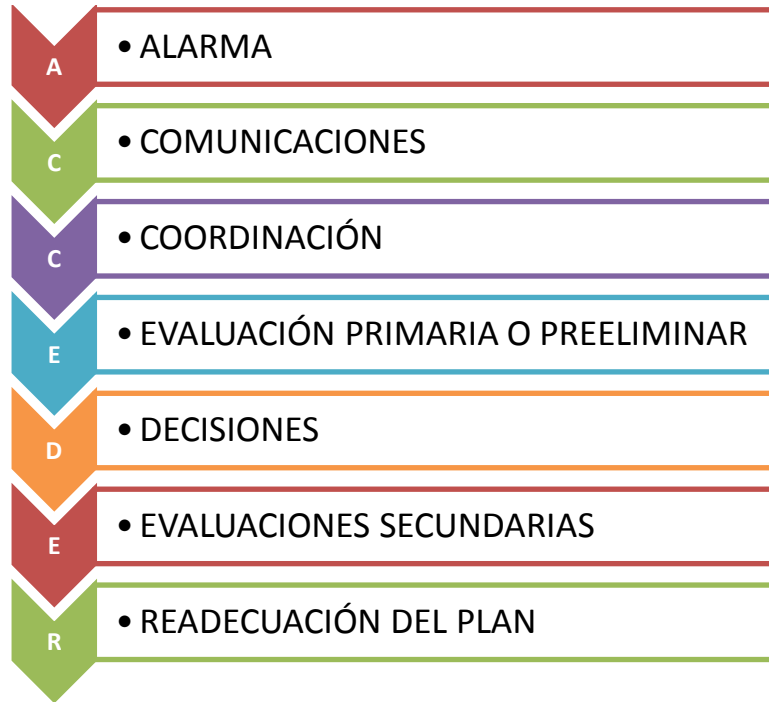 A
• ALARMA
C
• COMUNICACIONES
C
• COORDINACIÓN
E
• EVALUACIÓN PRIMARIA O PREELIMINAR
D
• DECISIONES
E
• EVALUACIONES SECUNDARIAS
R
• READECUACIÓN DEL PLAN